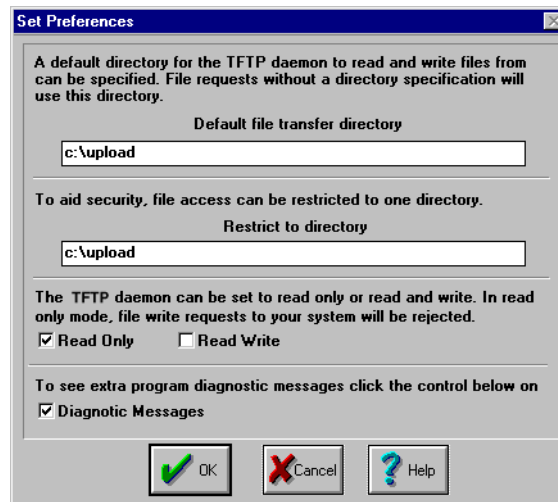 Set Preferences
A default directory for the TFTP daemon to read and write files from
can be specified. File requests without a directory specification will
use this directory.
Default file transfer directory
c:\upload
To aid security, file access can be restricted to one directory.
Restrict to directory
c:\upload
The TFTP daemon can be set to read only or read and write. In read
only mode, file write requests to your system will be rejected.
Read Only Read Write
To see extra program diagnostic messages click the control below on
Diagnotic Messages
OK Cancel Help